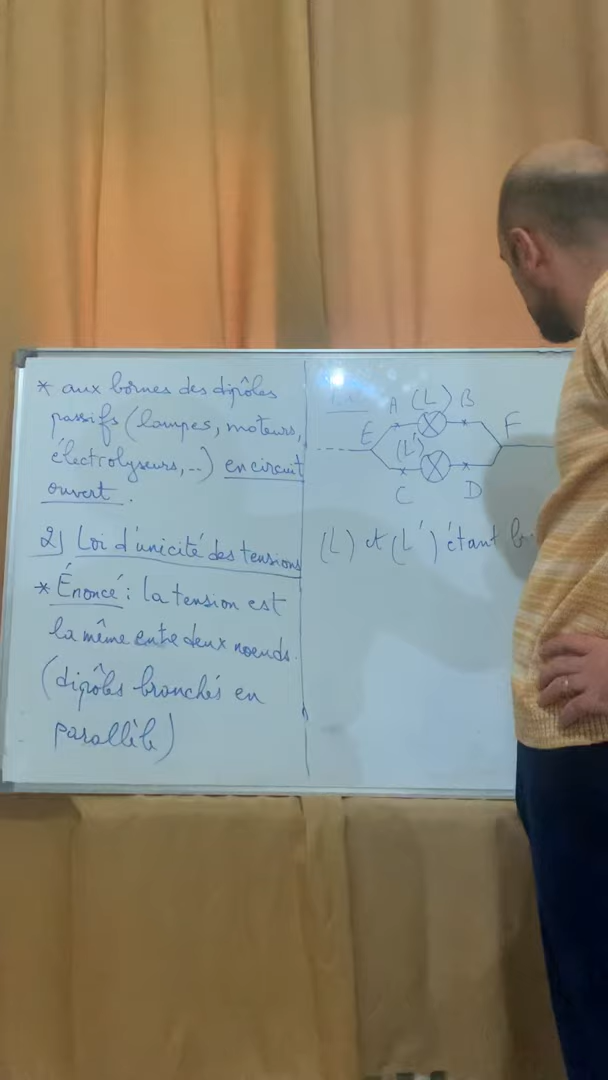 * aux bornes des dipôles
passifs (lampes, moteurs,
électrolyseurs, ..) en circuit
ouvert.
2) Loi d'unicité des tensions
* Énoncé : la tension est
la même entre deux noeuds.
(dipôles branchés en
parallèle)
A (L) B
E F
(L')
C D
(L) et (L') étant